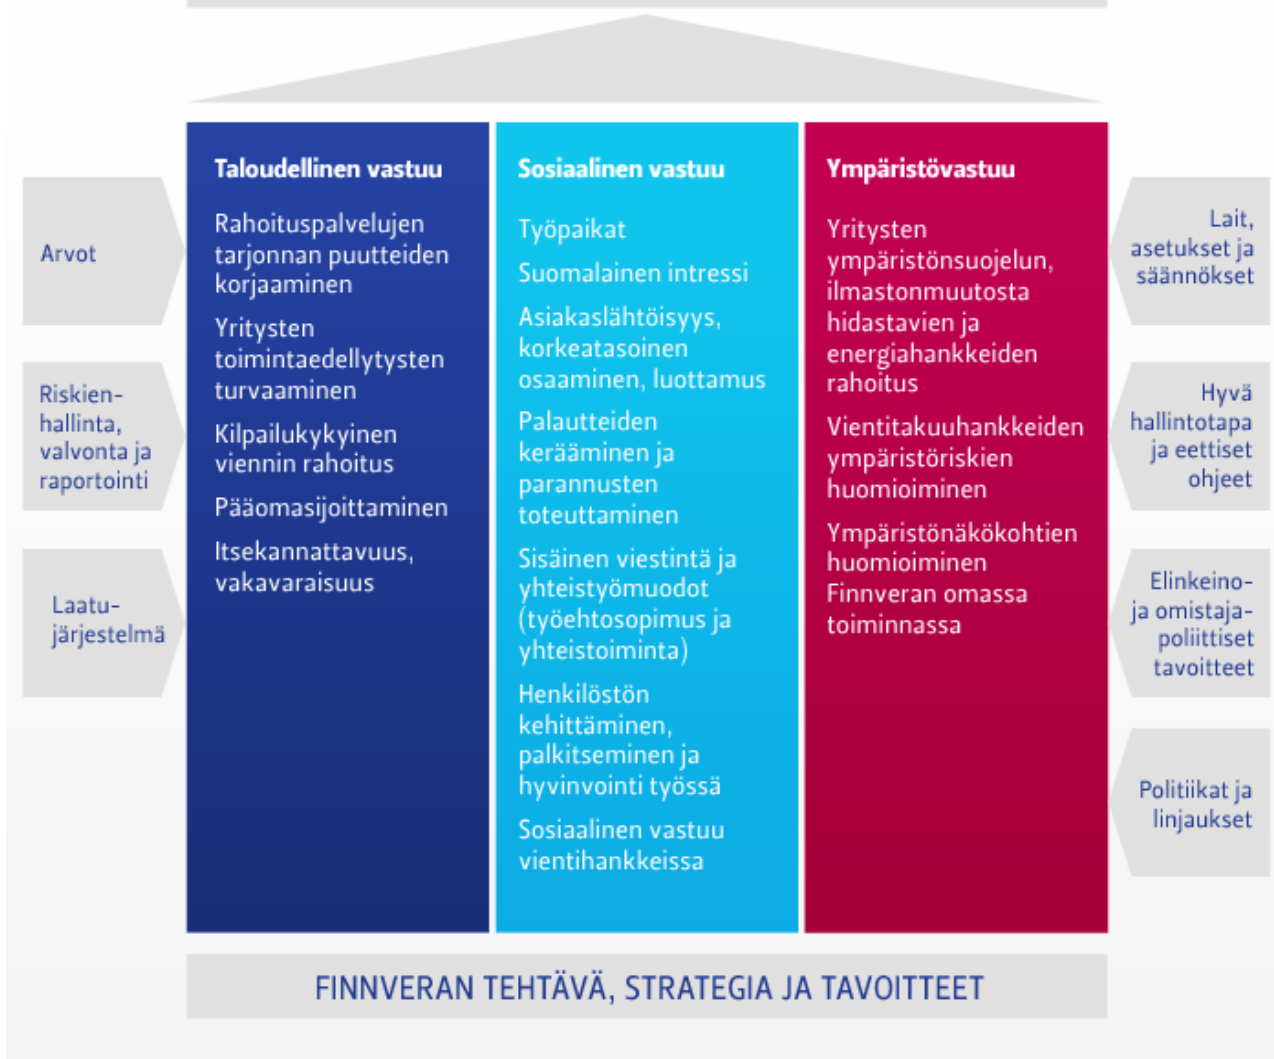 Arvot
Riskien-
hallinta,
valvonta ja
raportointi
Laatu-
järjestelmä
Taloudellinen vastuu
Rahoituspalvelujen
tarjonnan puutteiden
korjaaminen
Yritysten
toimintaedellytysten
turvaaminen
Kilpailukykyinen
viennin rahoitus
Pääomasijoittaminen
Itsekannattavuus,
vakavaraisuus
Sosiaalinen vastuu
Työpaikat
Suomalainen intressi
Asiakaslähtöisyys,
korkeatasoinen
osaaminen, luottamus
Palautteiden
kerääminen ja
parannusten
toteuttaminen
Sisäinen viestintä ja
yhteistyömuodot
(työehtosopimus ja
yhteistoiminta)
Henkilöstön
kehittäminen,
palkitseminen ja
hyvinvointi työssä
Sosiaalinen vastuu
vientihankkeissa
Ympäristövastuu
Yritysten
ympäristönsuojelun,
ilmastonmuutosta
hidastavien ja
energiahankkeiden
rahoitus
Vientitakuuhankkeiden
ympäristöriskien
huomioiminen
Ympäristönäkökohtien
huomioiminen
Finnveran omassa
toiminnassa
Lait,
asetukset ja
säännökset
Hyvä
hallintotapa
ja eettiset
ohjeet
Elinkeino-
ja omistaja-
poliittiset
tavoitteet
Politiikat ja
linjaukset
FINNVERAN TEHTÄVÄ, STRATEGIA JA TAVOITTEET